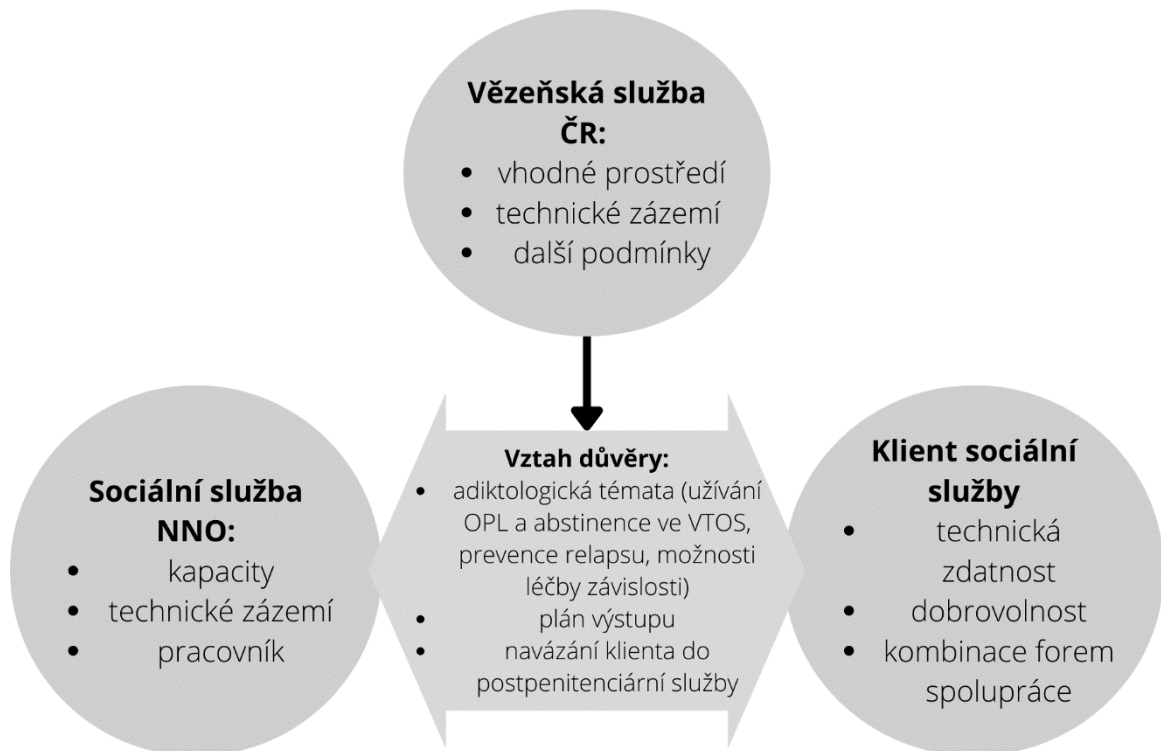 Vězeňská služba
ČR:
• vhodné prostředí
• technické zázemí
• další podmínky
Sociální služba
NNO:
• kapacity
• technické zázemí
• pracovník
Vztah důvěry:
• adiktologická témata (užívání
OPL a abstinence ve VTOS,
prevence relapsu, možnosti
léčby závislosti)
• plán výstupu
• navázání klienta do
postpenitenciární služby
Klient sociální
služby
• technická
zdatnost
• dobrovolnost
• kombinace forem
spolupráce